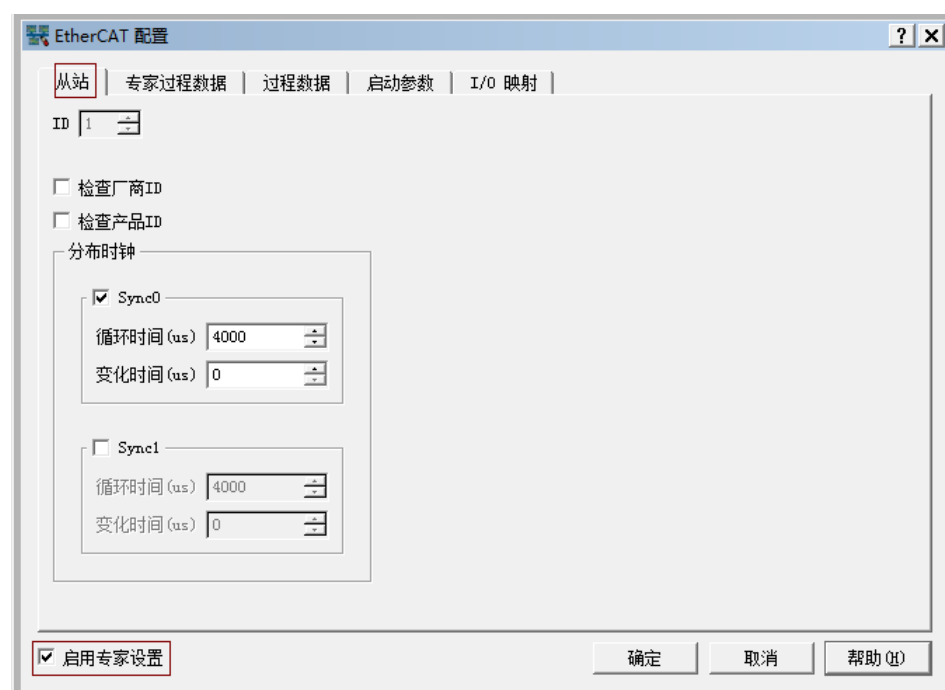 EtherCAT 配置
从站 专家过程数据 过程数据 启动参数 I/O 映射
ID 1
检查厂商ID
检查产品ID
分布时钟
Sync0
循环时间(us) 4000
变化时间(us) 0
Sync1
循环时间(us) 4000
变化时间(us) 0
启用专家设置 确定 取消 帮助(H)